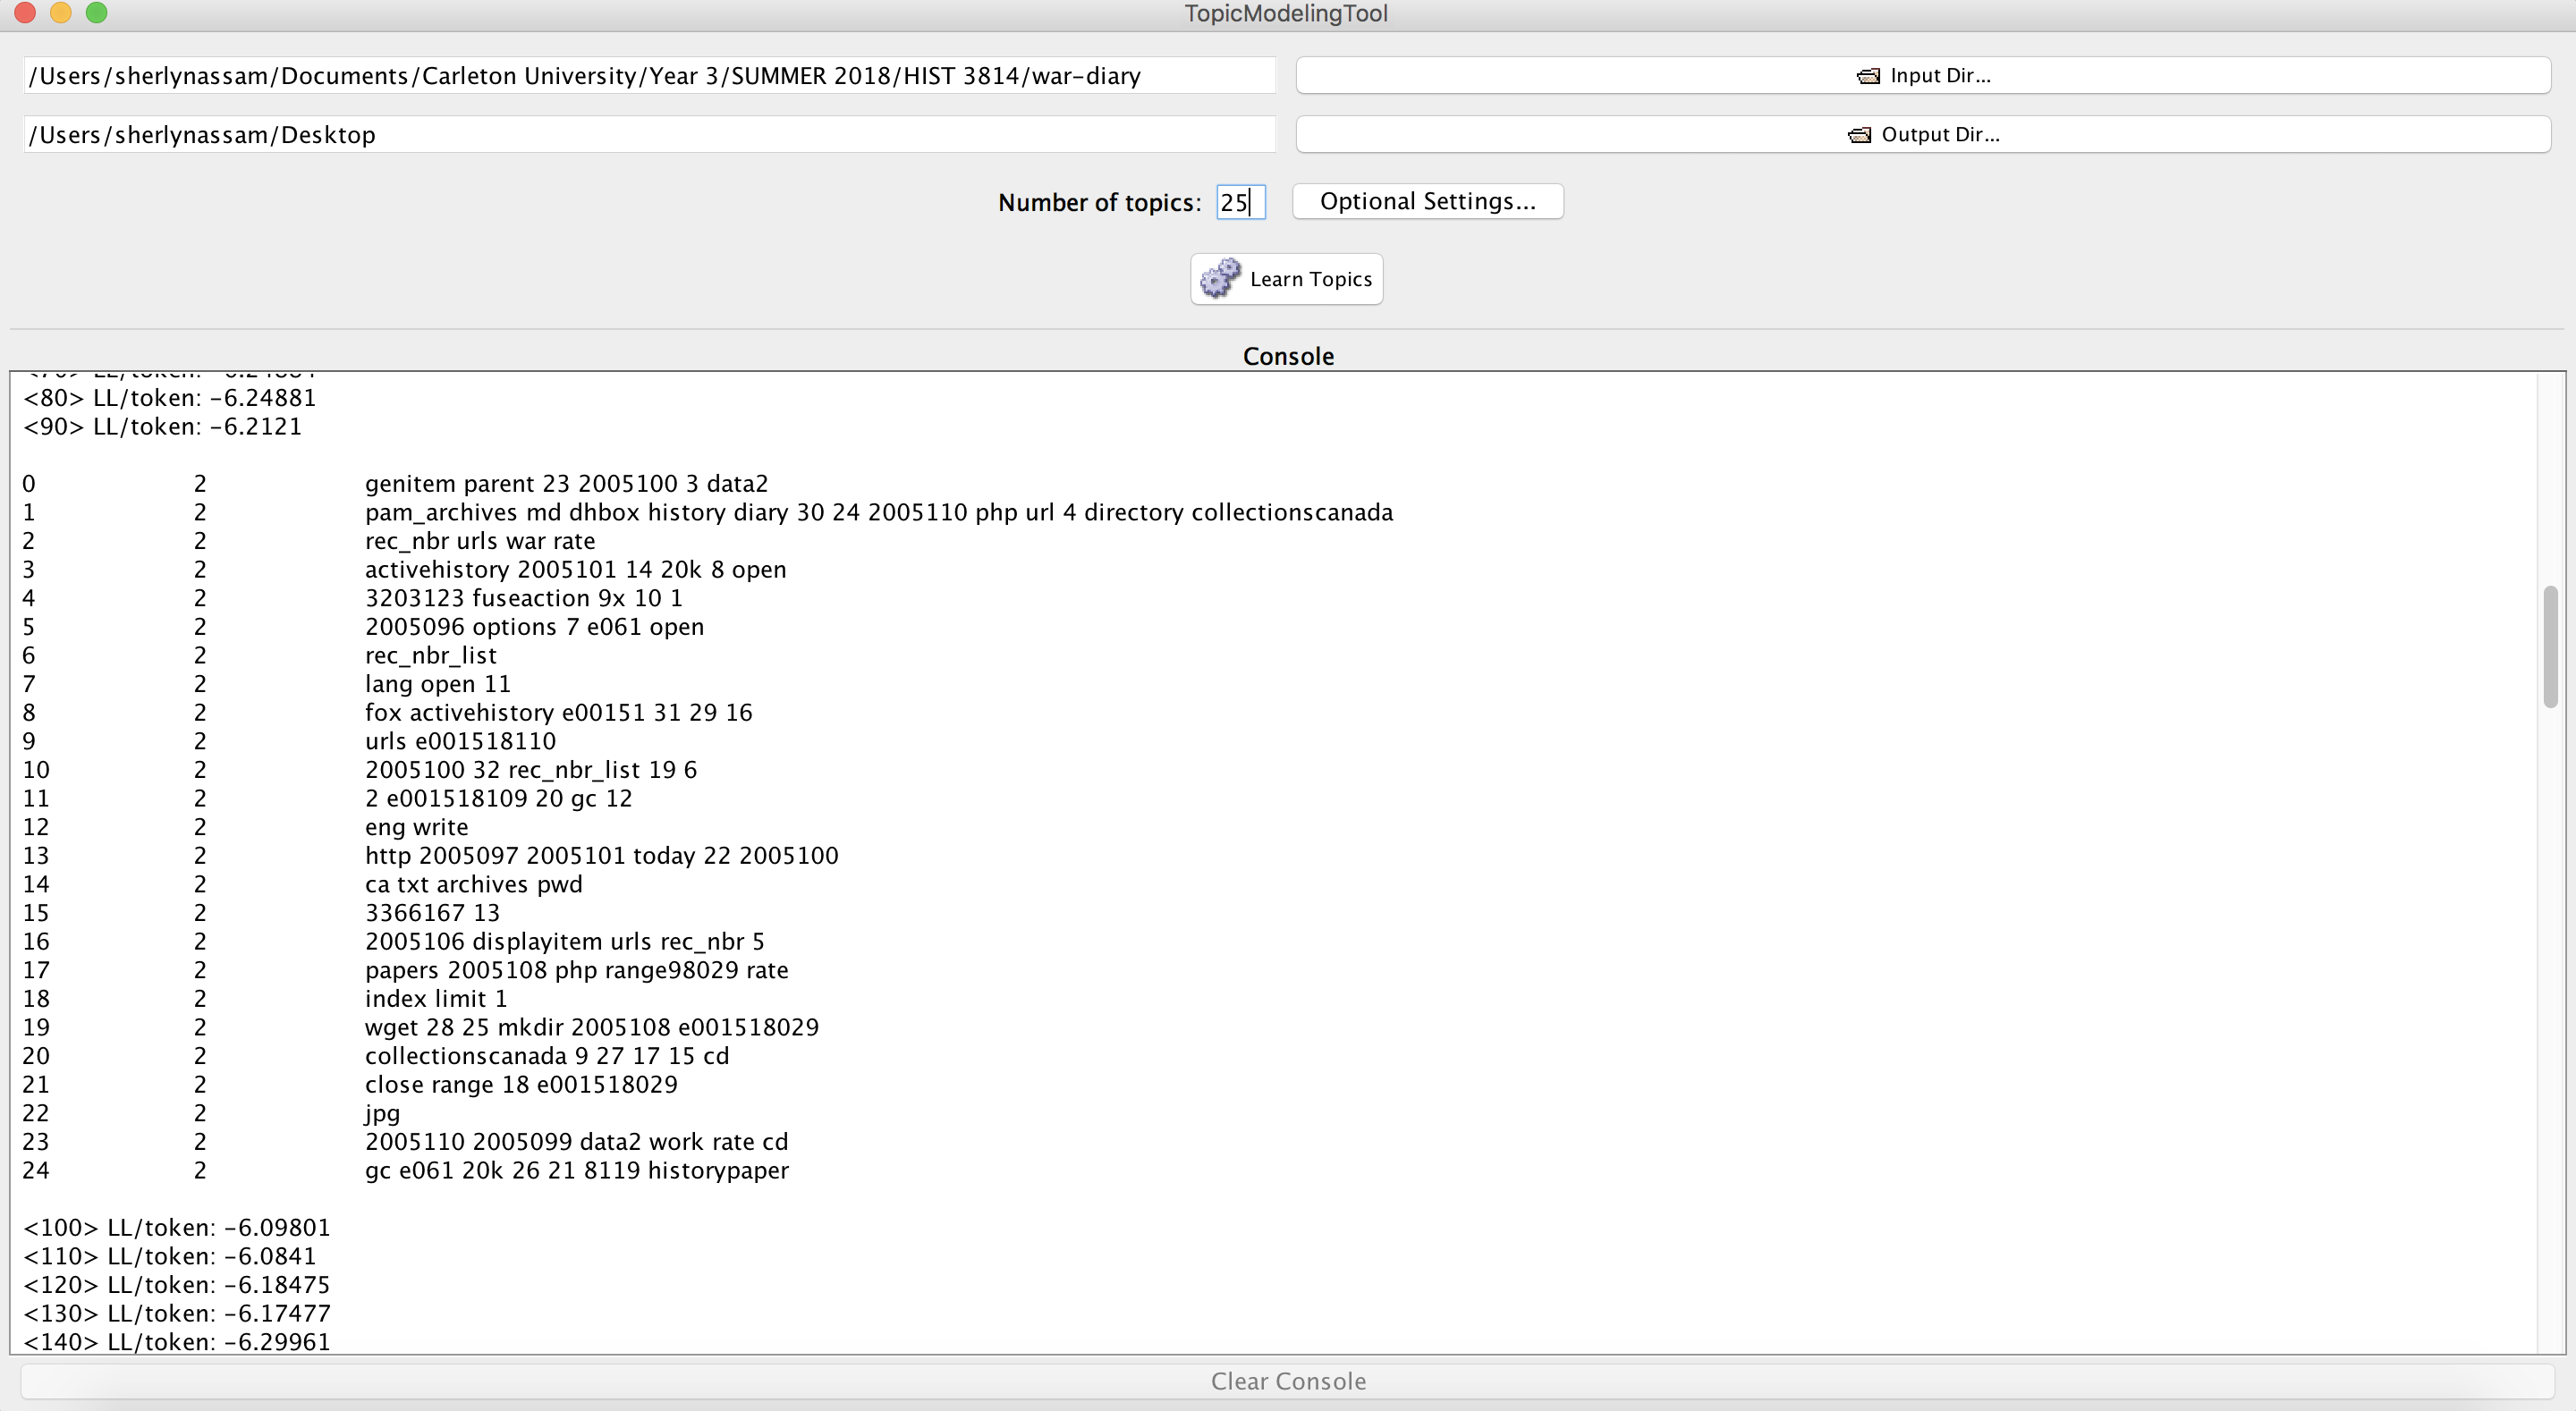 TopicModelingTool
/Users/sherlynassam/Documents/Carleton University/Year 3/SUMMER 2018/HIST 3814/war-diary
Input Dir...
/Users/sherlynassam/Desktop
Output Dir...
Number of topics: 25 Optional Settings...
Learn Topics
Console
<80> LL/token: -6.24881
<90> LL/token: -6.2121
0 2 genitem parent 23 2005100 3 data2
1 2 pam_archives md dhbox history diary 30 24 2005110 php url 4 directory collectionscanada
2 2 rec_nbr urls war rate
3 2 activehistory 2005101 14 20k 8 open
4 2 3203123 fuseaction 9x 10 1
5 2 2005096 options 7 e061 open
6 2 rec_nbr_list
7 2 lang open 11
8 2 fox activehistory e00151 31 29 16
9 2 urls e001518110
10 2 2005100 32 rec_nbr_list 19 6
11 2 2 e001518109 20 gc 12
12 2 eng write
13 2 http 2005097 2005101 today 22 2005100
14 2 ca txt archives pwd
15 2 3366167 13
16 2 2005106 displayitem urls rec_nbr 5
17 2 papers 2005108 php range98029 rate
18 2 index limit 1
19 2 wget 28 25 mkdir 2005108 e001518029
20 2 collectionscanada 9 27 17 15 cd
21 2 close range 18 e001518029
22 2 jpg
23 2 2005110 2005099 data2 work rate cd
24 2 gc e061 20k 26 21 8119 historypaper
<100> LL/token: -6.09801
<110> LL/token: -6.0841
<120> LL/token: -6.18475
<130> LL/token: -6.17477
<140> LL/token: -6.29961
Clear Console